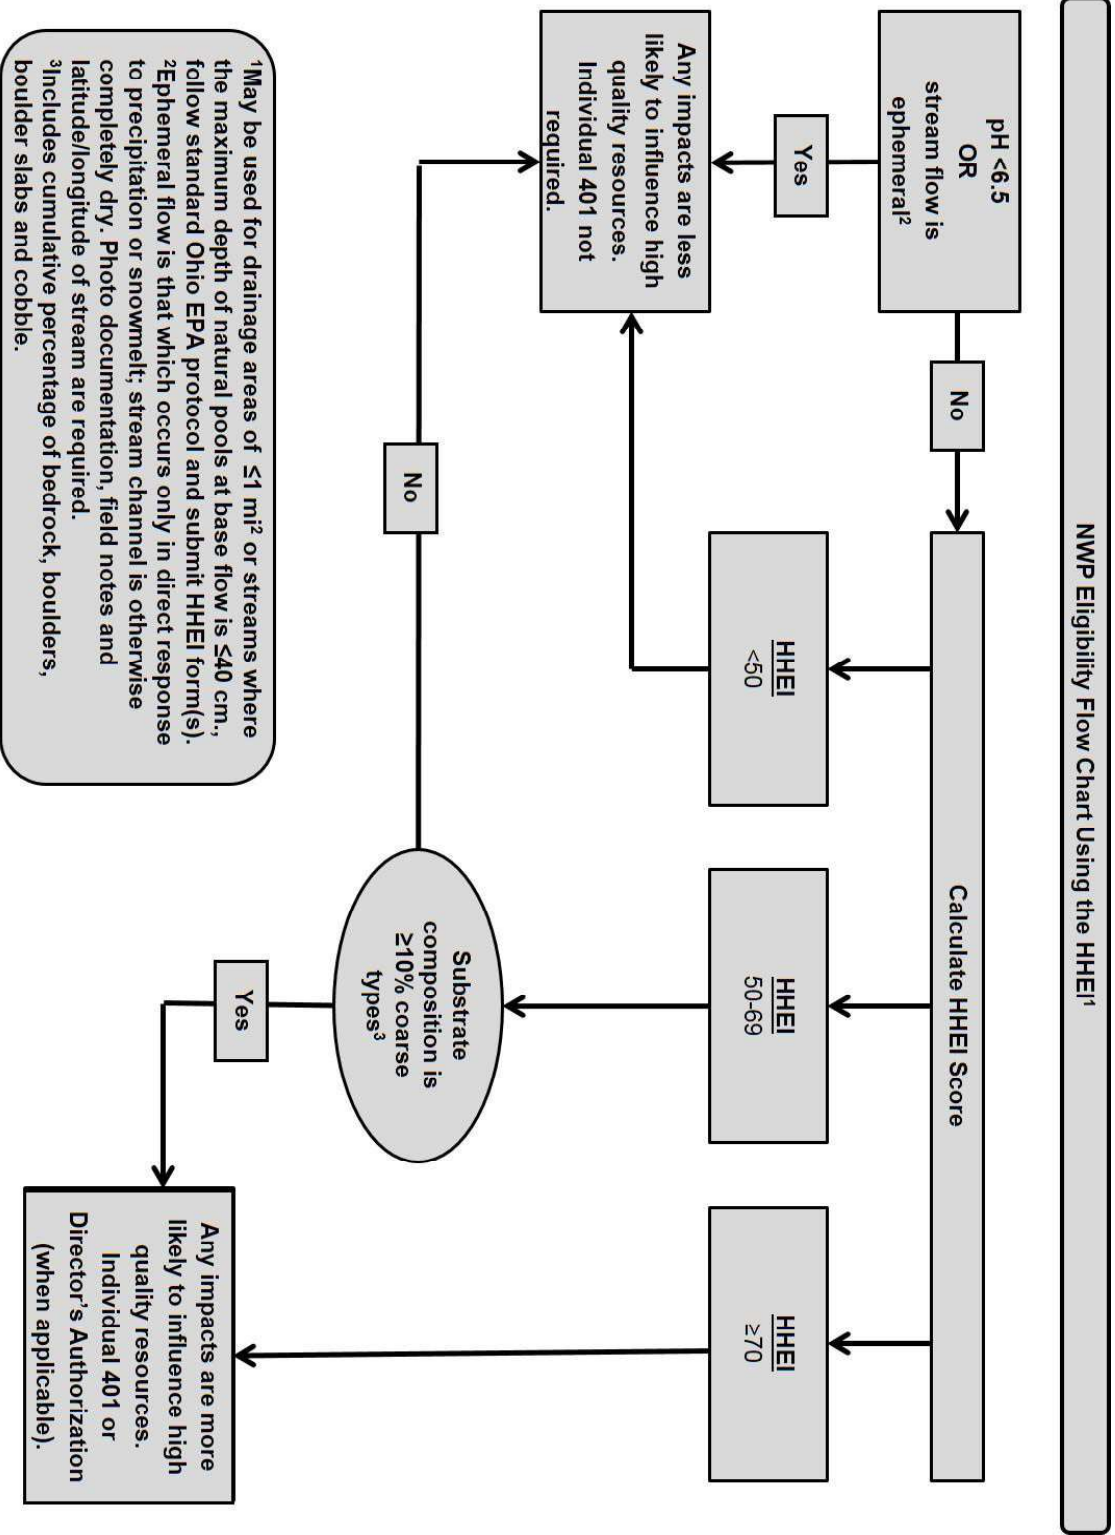 NWP Eligibility Flow Chart Using the HHEI¹
pH <6.5
OR
stream flow is
ephemeral²
No
Calculate HHEI Score
Yes
HHEI
<50
HHEI
50-69
HHEI
≥70
Any impacts are less
likely to influence high
quality resources.
Individual 401 not
required.
No
Substrate
composition is
≥10% coarse
types³
Yes
Any impacts are more
likely to influence high
quality resources.
Individual 401 or
Director's Authorization
(when applicable).
¹May be used for drainage areas of ≤1 mi² or streams where
the maximum depth of natural pools at base flow is ≤40 cm.,
follow standard Ohio EPA protocol and submit HHEI form(s).
²Ephemeral flow is that which occurs only in direct response
to precipitation or snowmelt; stream channel is otherwise
completely dry. Photo documentation, field notes and
latitude/longitude of stream are required.
³Includes cumulative percentage of bedrock, boulders,
boulder slabs and cobble.